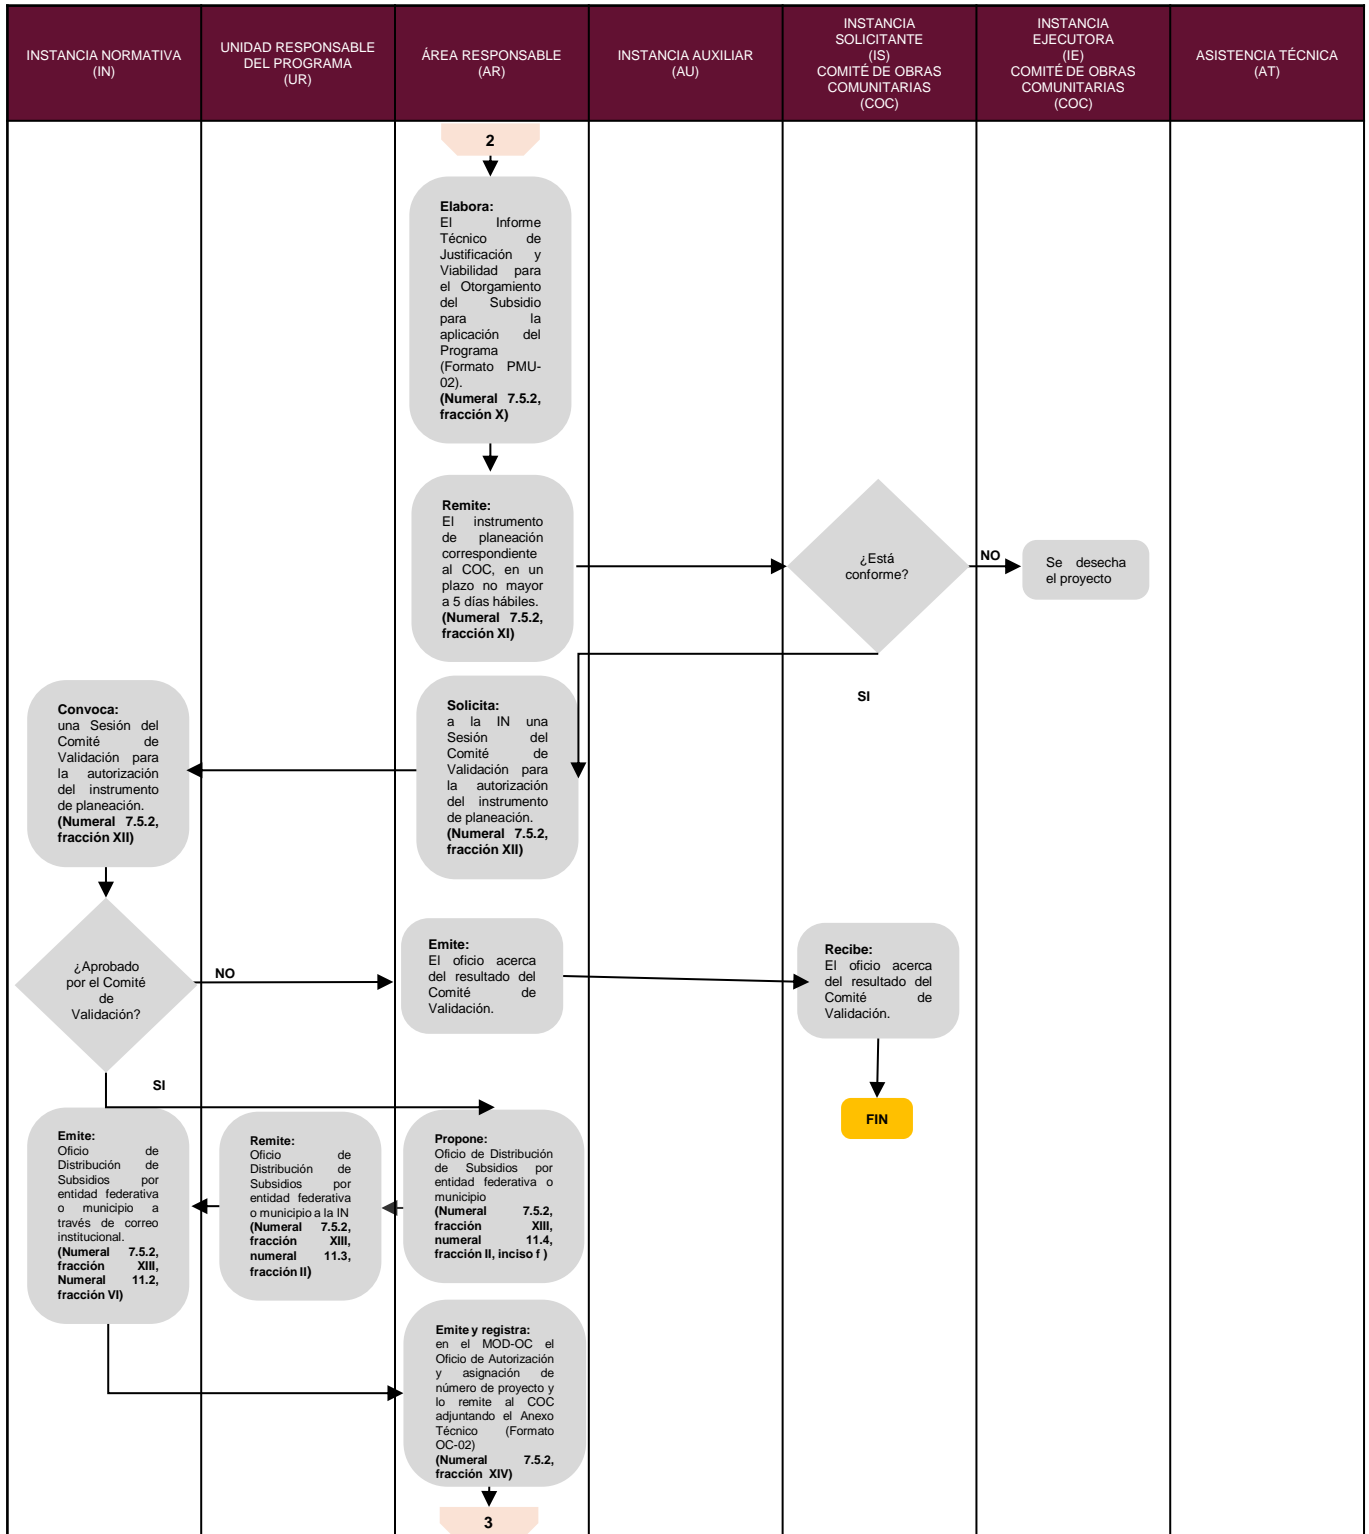 INSTANCIA NORMATIVA
(IN)
UNIDAD RESPONSABLE
DEL PROGRAMA
(UR)
ÁREA RESPONSABLE
(AR)
INSTANCIA AUXILIAR
(AU)
INSTANCIA
SOLICITANTE
(IS)
COMITÉ DE OBRAS
COMUNITARIAS
(COC)
INSTANCIA
EJECUTORA
(IE)
COMITÉ DE OBRAS
COMUNITARIAS
(COC)
ASISTENCIA TÉCNICA
(AT)
2
Elabora:
El Informe
Técnico de
Justificación y
Viabilidad para
el Otorgamiento
del Subsidio
para la
aplicación del
Programa
(Formato PMU-
02).
(Numeral 7.5.2,
fracción X)
Remite:
El instrumento
de planeación
correspondiente
al COC, en un
plazo no mayor
a 5 días hábiles.
(Numeral 7.5.2,
fracción XI)
¿Está
conforme?
NO
Se desecha
el proyecto
SI
Convoca:
una Sesión del
Comité de
Validación para
la autorización
del instrumento
de planeación.
(Numeral 7.5.2,
fracción XII)
Solicita:
a la IN una
Sesión del
Comité de
Validación para
la autorización
del instrumento
de planeación.
(Numeral 7.5.2,
fracción XII)
¿Aprobado
por el Comité
de
Validación?
NO
Emite:
El oficio acerca
del resultado del
Comité de
Validación.
Recibe:
El oficio acerca
del resultado del
Comité de
Validación.
SI
FIN
Emite:
Oficio de
Distribución de
Subsidios por
entidad federativa
o municipio a
través de correo
institucional.
(Numeral 7.5.2,
fracción XIII,
Numeral 11.2,
fracción VI)
Remite:
Oficio de
Distribución de
Subsidios por
entidad federativa
o municipio a la IN
(Numeral 7.5.2,
fracción XIII,
numeral 11.3,
fracción II)
Propone:
Oficio de Distribución
de Subsidios por
entidad federativa o
municipio
(Numeral 7.5.2,
fracción XIII,
numeral 11.4,
fracción II, inciso f )
Emite y registra:
en el MOD-OC el
Oficio de Autorización
y asignación de
número de proyecto y
lo remite al COC
adjuntando el Anexo
Técnico (Formato
OC-02)
(Numeral 7.5.2,
fracción XIV)
3